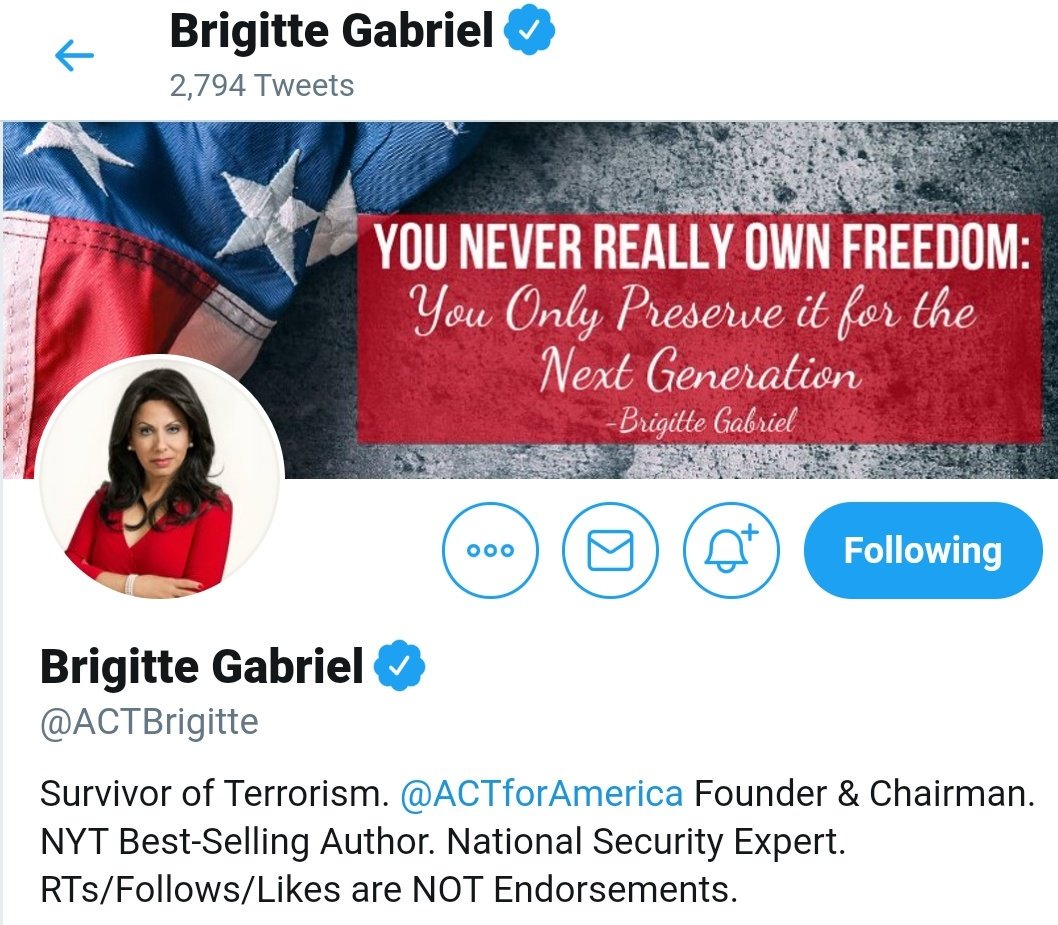 Brigitte Gabriel
2,794 Tweets
YOU NEVER REALLY OWN FREEDOM:
You Only Preserve it for the
Next Generation
-Brigitte Gabriel
Following
Brigitte Gabriel
@ACTBrigitte
Survivor of Terrorism. @ACTforAmerica Founder & Chairman.
NYT Best-Selling Author. National Security Expert.
RTs/Follows/Likes are NOT Endorsements.